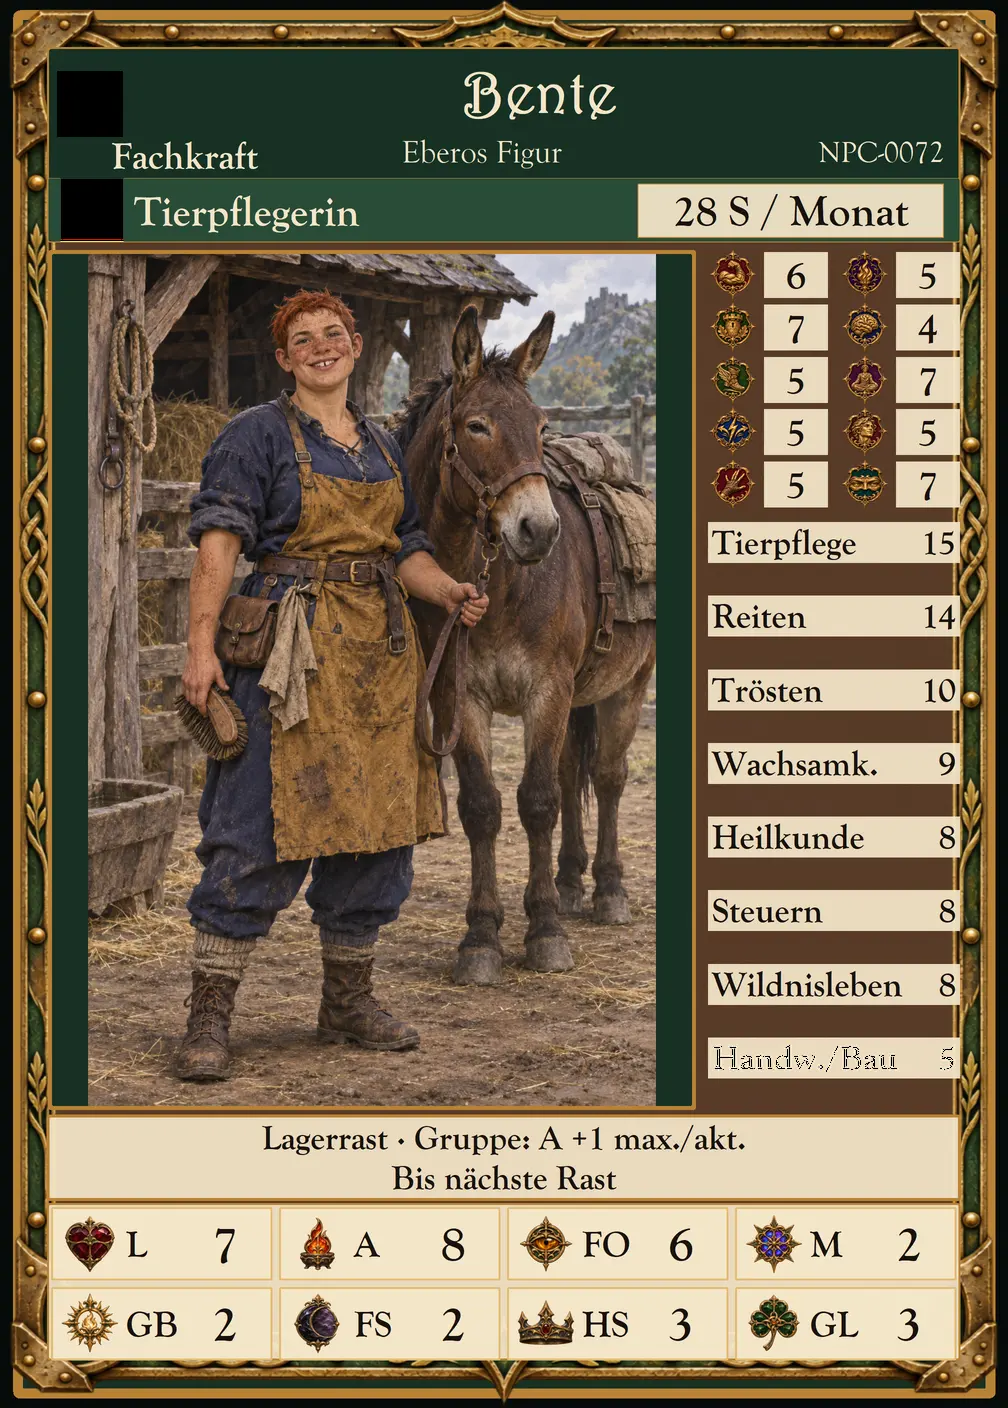 Bente
Fachkraft Eberos Figur NPC-0072
Tierpflegerin 28 S / Monat
6 5
7 4
5 7
5 5
5 7
Tierpflege 15
Reiten 14
Trösten 10
Wachsamk. 9
Heilkunde 8
Steuern 8
Wildnisleben 8
Handw./Bau 5
Lagerrast · Gruppe: A +1 max./akt.
Bis nächste Rast
L 7 A 8 FO 6 M 2
GB 2 FS 2 HS 3 GL 3